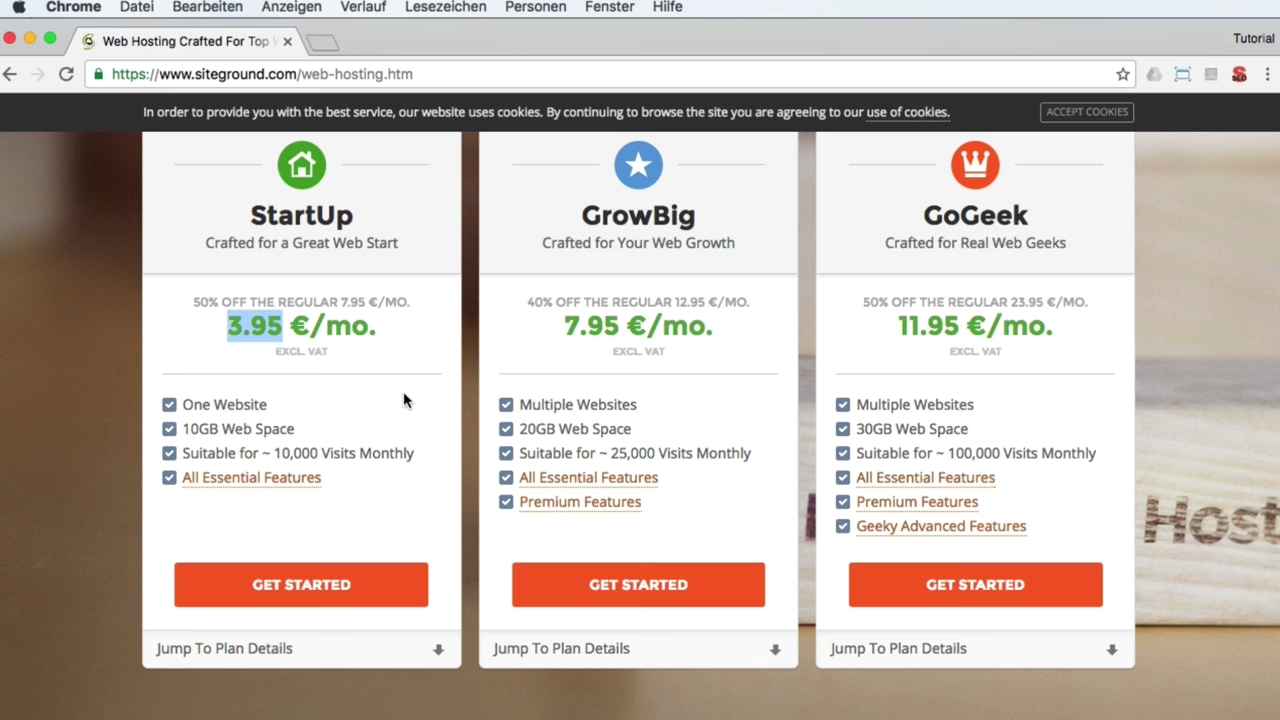 Chrome Datei Bearbeiten Anzeigen Verlauf Lesezeichen Personen Fenster Hilfe
Web Hosting Crafted For Top
Tutorial
https://www.siteground.com/web-hosting.htm
SEO
In order to provide you with the best service, our website uses cookies. By continuing to browse the site you are agreeing to our use of cookies.
ACCEPT COOKIES
StartUp
Crafted for a Great Web Start
50% OFF THE REGULAR 7.95 €/MO.
3.95 €/mo.
EXCL. VAT
One Website
10GB Web Space
Suitable for ~ 10,000 Visits Monthly
All Essential Features
GET STARTED
Jump To Plan Details
GrowBig
Crafted for Your Web Growth
40% OFF THE REGULAR 12.95 €/MO.
7.95 €/mo.
EXCL. VAT
Multiple Websites
20GB Web Space
Suitable for ~ 25,000 Visits Monthly
All Essential Features
Premium Features
GET STARTED
Jump To Plan Details
GoGeek
Crafted for Real Web Geeks
50% OFF THE REGULAR 23.95 €/MO.
11.95 €/mo.
EXCL. VAT
Multiple Websites
30GB Web Space
Suitable for ~ 100,000 Visits Monthly
All Essential Features
Premium Features
Geeky Advanced Features
GET STARTED
Jump To Plan Details
Host